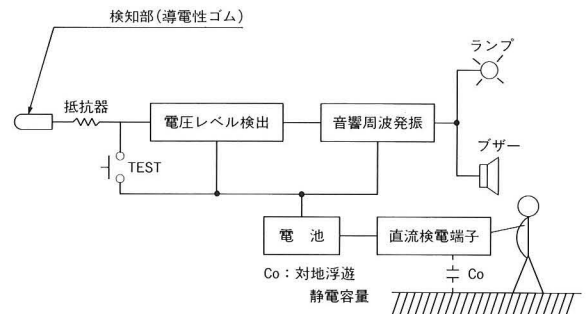 検知部(導電性ゴム)
ランプ
抵抗器
電圧レベル検出
音響周波発振
ブザー
TEST
電池
直流検電端子
Co:対地浮遊
静電容量
Co